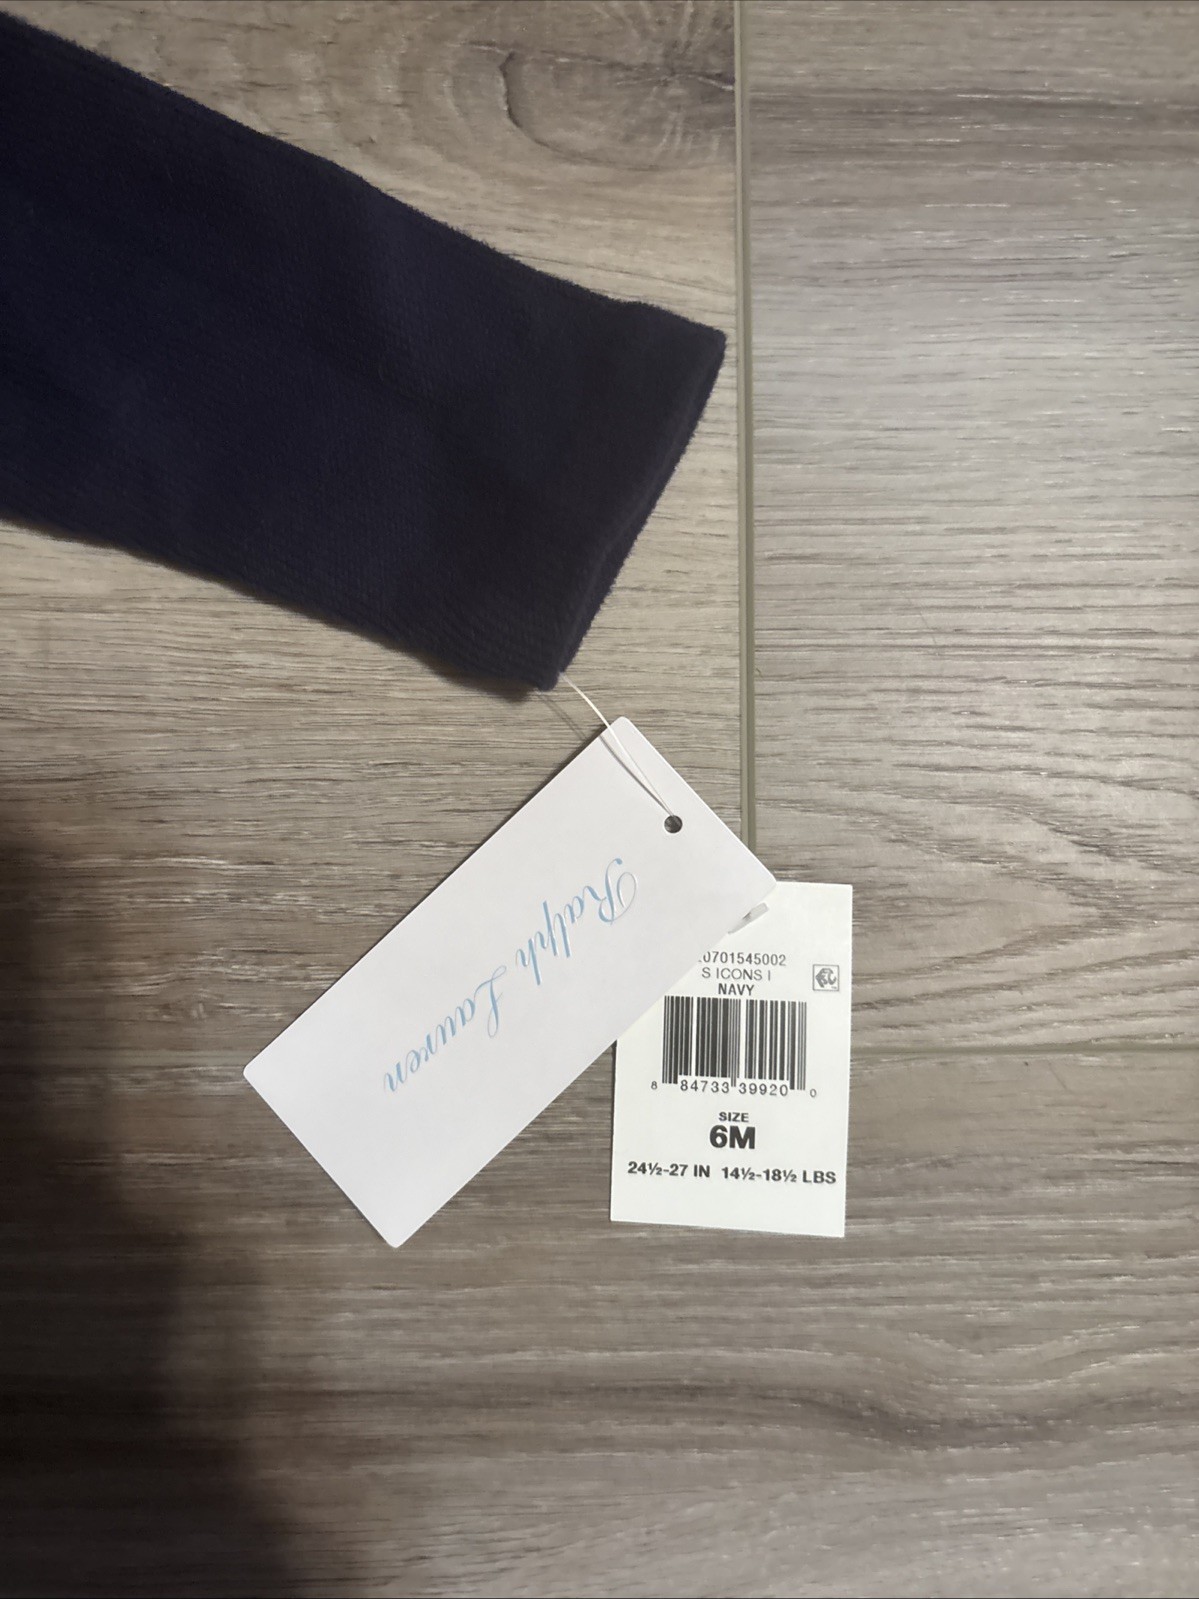 Ralph Lauren
0701545002
S ICONS I
NAVY
8 84733 39920 0
SIZE
6M
24½-27 IN 14½-18½ LBS